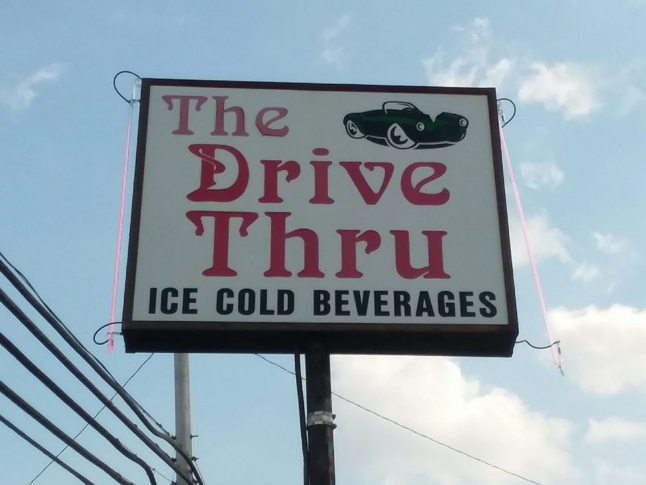 The
Drive
Thru
ICE COLD BEVERAGES